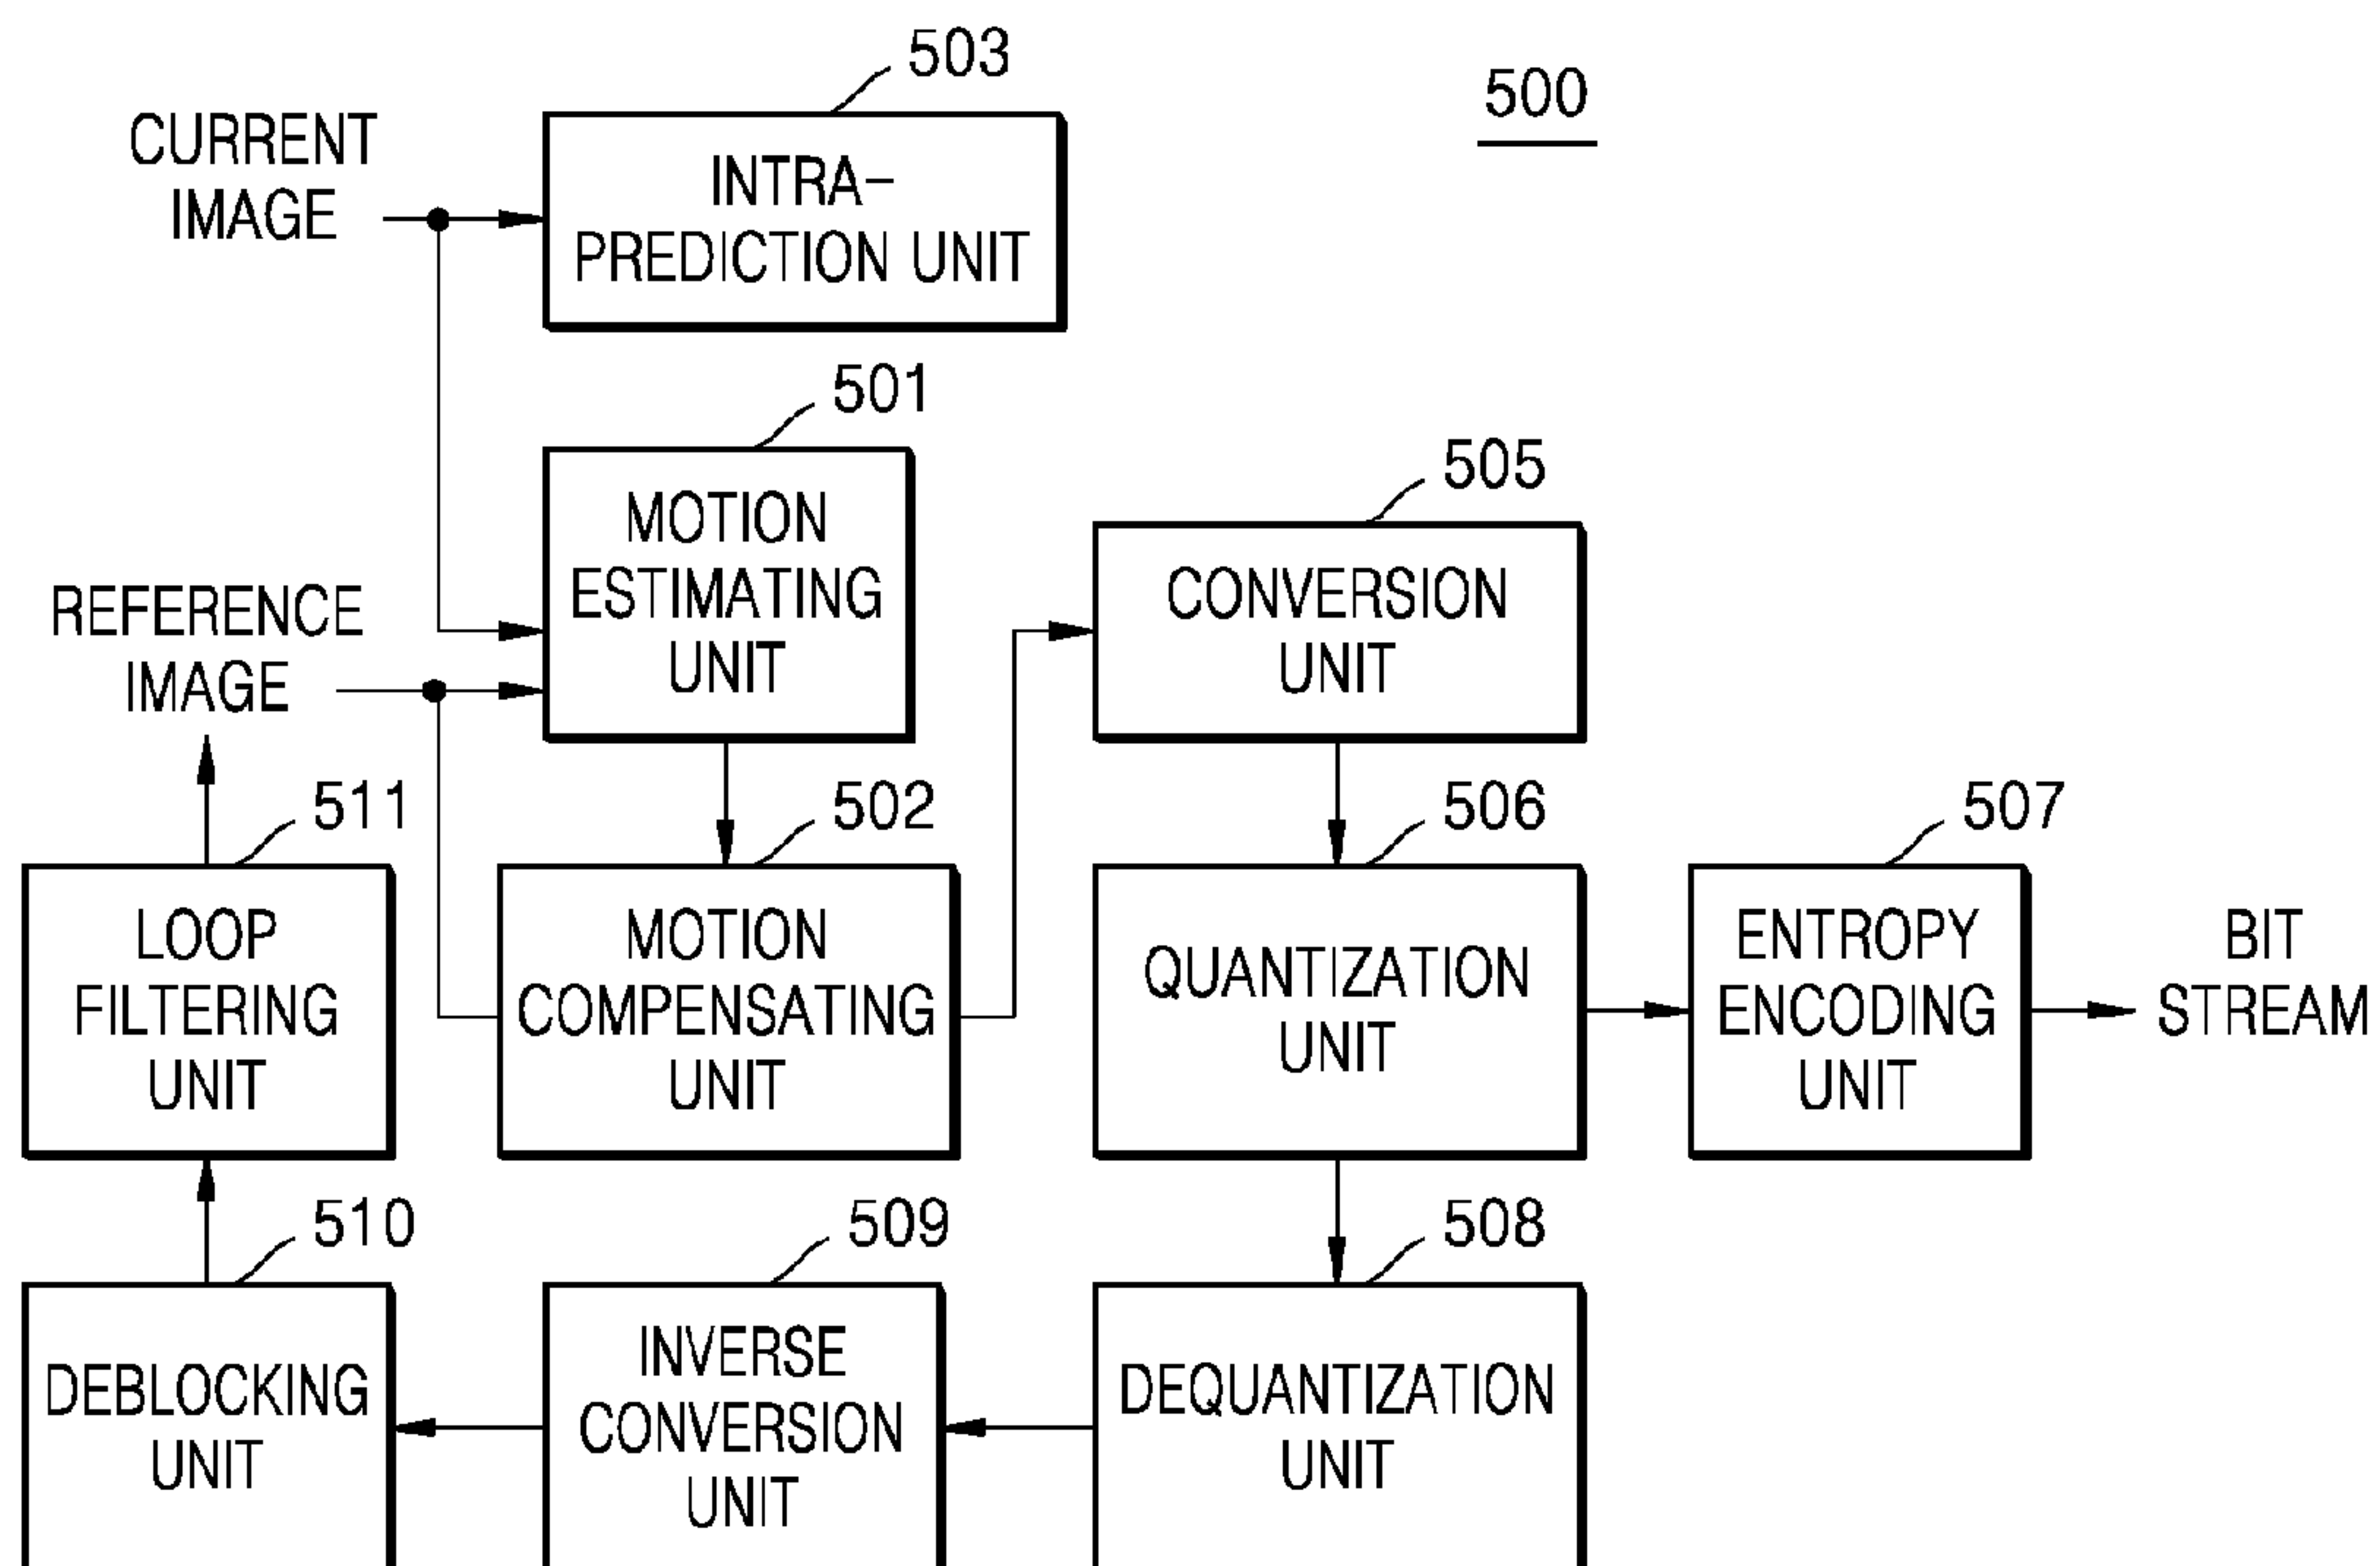 503
500
CURRENT
IMAGE
INTRA-
PREDICTION UNIT
501
MOTION
ESTIMATING
UNIT
505
CONVERSION
UNIT
REFERENCE
IMAGE
511
LOOP
FILTERING
UNIT
502
MOTION
COMPENSATING
UNIT
506
QUANTIZATION
UNIT
507
ENTROPY
ENCODING
UNIT
BIT
STREAM
510
DEBLOCKING
UNIT
509
INVERSE
CONVERSION
UNIT
508
DEQUANTIZATION
UNIT